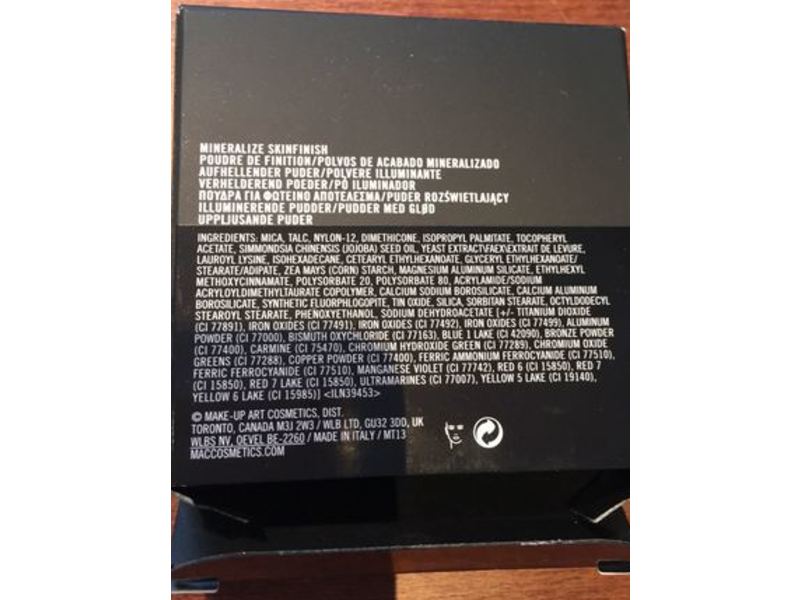 MINERALIZE SKINFINISH
POUDRE DE FINITION/POLVOS DE ACABADO MINERALIZADO
AUFHELLENDER PUDER/POLVERE ILLUMINANTE
VERHELDEREND POEDER/PÓ ILUMINADOR
ΠΟΥΔΡΑ ΓΙΑ ΦΩΤΕΙΝΟ ΑΠΟΤΕΛΕΣΜΑ/PUDER ROZŚWIETLAJĄCY
ILLUMINERENDE PUDDER/PUDDER MED GLØD
UPPLJUSANDE PUDER
INGREDIENTS: MICA, TALC, NYLON-12, DIMETHICONE, ISOPROPYL PALMITATE, TOCOPHERYL
ACETATE, SIMMONDSIA CHINENSIS (JOJOBA) SEED OIL, YEAST EXTRACT\FAEX\EXTRAIT DE LEVURE,
LAUROYL LYSINE, ISOHEXADECANE, CETEARYL ETHYLHEXANOATE, GLYCERYL ETHYLHEXANOATE/
STEARATE/ADIPATE, ZEA MAYS (CORN) STARCH, MAGNESIUM ALUMINUM SILICATE, ETHYLHEXYL
METHOXYCINNAMATE, POLYSORBATE 20, POLYSORBATE 80, ACRYLAMIDE/SODIUM
ACRYLOYLDIMETHYLTAURATE COPOLYMER, CALCIUM SODIUM BOROSILICATE, CALCIUM ALUMINUM
BOROSILICATE, SYNTHETIC FLUORPHLOGOPITE, TIN OXIDE, SILICA, SORBITAN STEARATE, OCTYLDODECYL
STEAROYL STEARATE, PHENOXYETHANOL, SODIUM DEHYDROACETATE [+/- TITANIUM DIOXIDE
(CI 77891), IRON OXIDES (CI 77491), IRON OXIDES (CI 77492), IRON OXIDES (CI 77499), ALUMINUM
POWDER (CI 77000), BISMUTH OXYCHLORIDE (CI 77163), BLUE 1 LAKE (CI 42090), BRONZE POWDER
(CI 77400), CARMINE (CI 75470), CHROMIUM HYDROXIDE GREEN (CI 77289), CHROMIUM OXIDE
GREENS (CI 77288), COPPER POWDER (CI 77400), FERRIC AMMONIUM FERROCYANIDE (CI 77510),
FERRIC FERROCYANIDE (CI 77510), MANGANESE VIOLET (CI 77742), RED 6 (CI 15850), RED 7
(CI 15850), RED 7 LAKE (CI 15850), ULTRAMARINES (CI 77007), YELLOW 5 LAKE (CI 19140),
YELLOW 6 LAKE (CI 15985)] <ILN39453>
© MAKE-UP ART COSMETICS, DIST.
TORONTO, CANADA M3J 2W3 / WLB LTD, GU32 3DD, UK
WLBS NV, OEVEL BE-2260 / MADE IN ITALY / MT13
MACCOSMETICS.COM